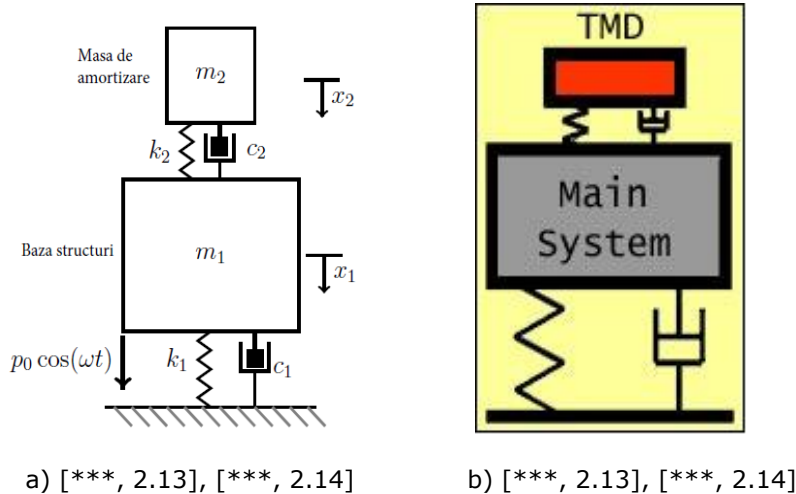 Masa de
amortizare
m₂
x₂
k₂
c₂
Baza structuri
m₁
x₁
p₀ cos(ωt)
k₁
c₁
TMD
Main
System
a) [***, 2.13], [***, 2.14]
b) [***, 2.13], [***, 2.14]